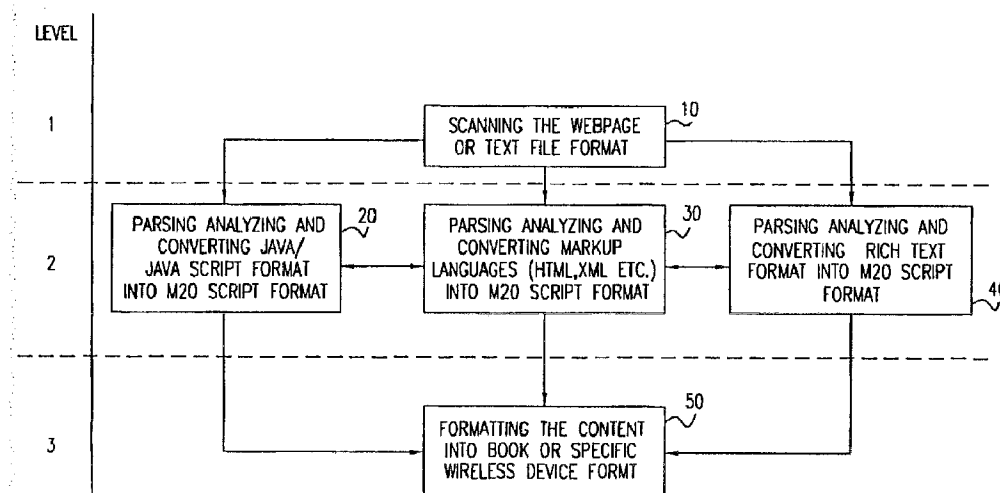 LEVEL
1
10
SCANNING THE WEBPAGE
OR TEXT FILE FORMAT
2
20
PARSING ANALYZING AND
CONVERTING JAVA/
JAVA SCRIPT FORMAT
INTO M20 SCRIPT FORMAT
30
PARSING ANALYZING AND
CONVERTING MARKUP
LANGUAGES (HTML,XML ETC.)
INTO M20 SCRIPT FORMAT
PARSING ANALYZING AND
CONVERTING RICH TEXT
FORMAT INTO M20 SCRIPT
FORMAT
40
3
50
FORMATTING THE CONTENT
INTO BOOK OR SPECIFIC
WIRELESS DEVICE FORMT